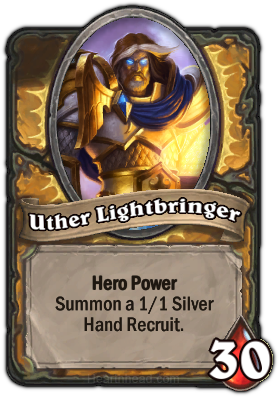 Uther Lightbringer
Hero Power
Summon a 1/1 Silver
Hand Recruit.
30